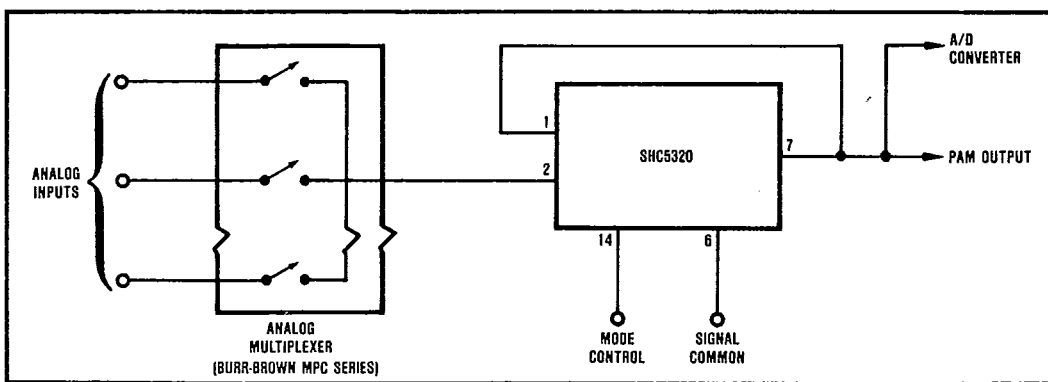 A/D
CONVERTER
1
SHC5320
7
PAM OUTPUT
ANALOG
INPUTS
2
14
6
ANALOG
MULTIPLEXER
(BURR-BROWN MPC SERIES)
MODE
CONTROL
SIGNAL
COMMON